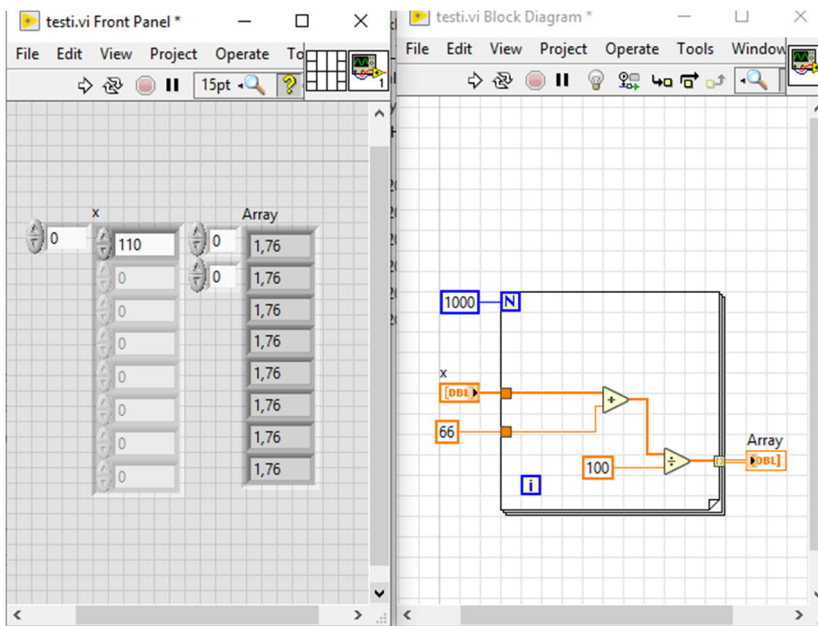 testi.vi Front Panel *
File Edit View Project Operate To
15pt
1
x
Array
0
110
0
1,76
0
0
1,76
0
1,76
0
1,76
0
1,76
0
1,76
0
1,76
0
1,76
testi.vi Block Diagram *
File Edit View Project Operate Tools Window
1000
N
x
[DBL]
+
66
Array
100
÷
[DBL]
i